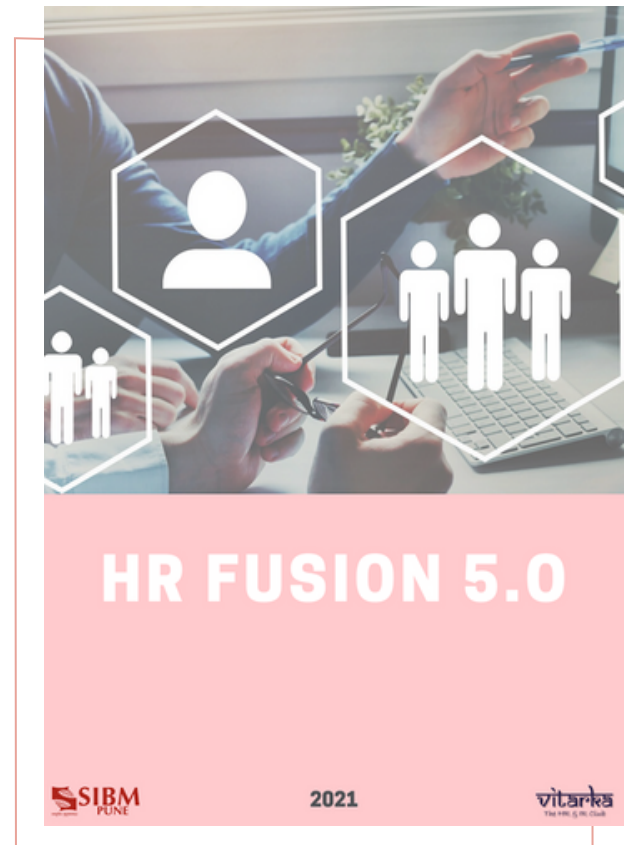 HR FUSION 5.0
SIBM
PUNE
2021
vitarka
The HR & IR Club